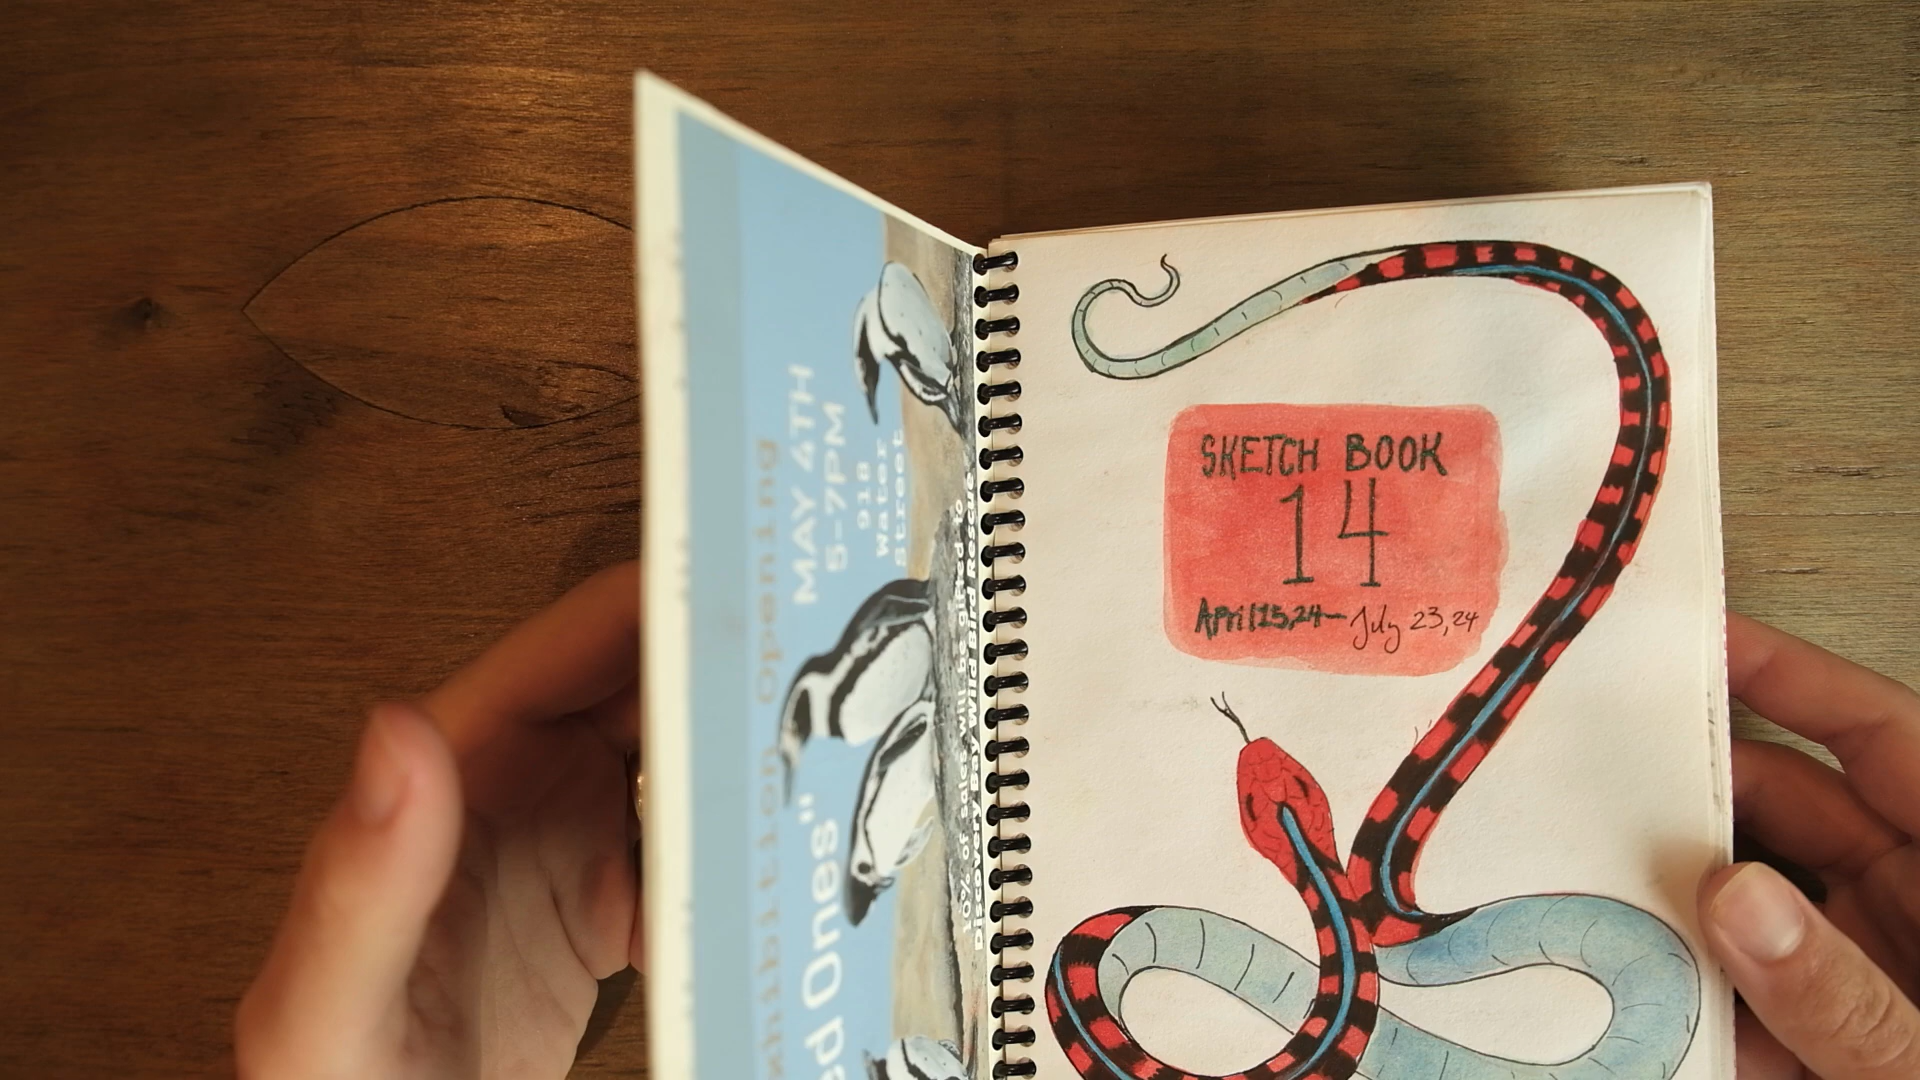 Exhibition Opening
MAY 4TH
5-7PM
918
Water
Street
ed Ones"
10% of sales will be gifted to
Discovery Bay Wild Bird Rescue
SKETCH BOOK
14
April 25,24—July 23,24